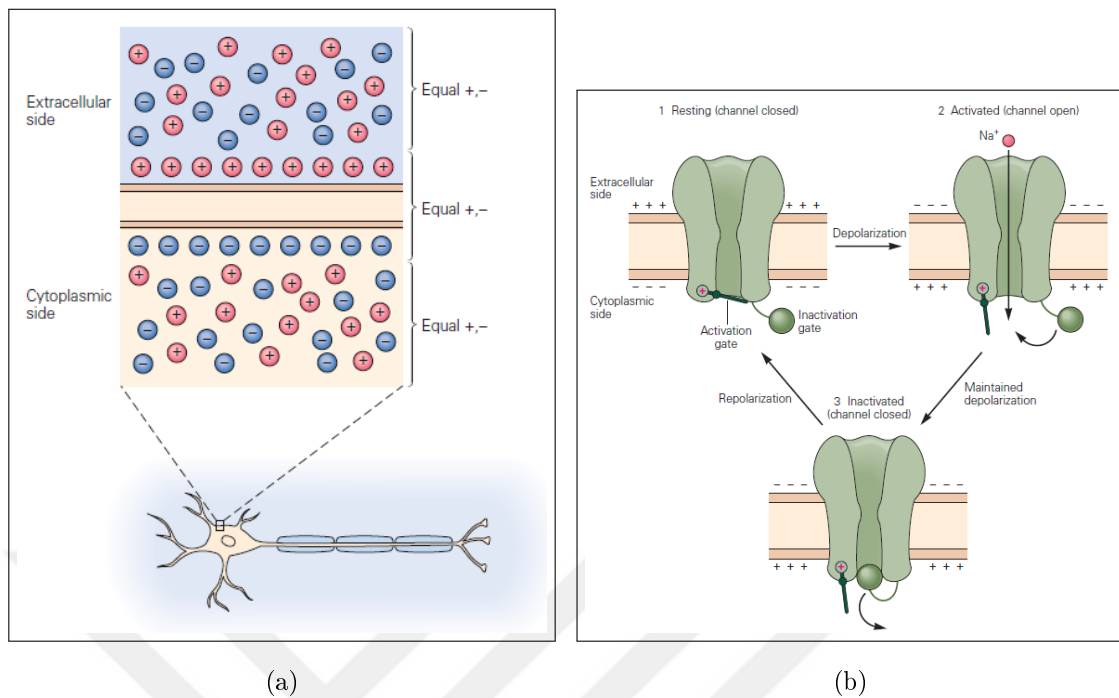 Extracellular
side
Equal +,−
Equal +,−
Cytoplasmic
side
Equal +,−
(a)
1 Resting (channel closed)
2 Activated (channel open)
Na⁺
Extracellular
side
+ + +
+ + +
− − −
− − −
Depolarization
− − −
− − −
+ + +
+ + +
Cytoplasmic
side
Activation
gate
Inactivation
gate
Repolarization
Maintained
depolarization
3 Inactivated
(channel closed)
− − −
− − −
+ + +
+ + +
(b)